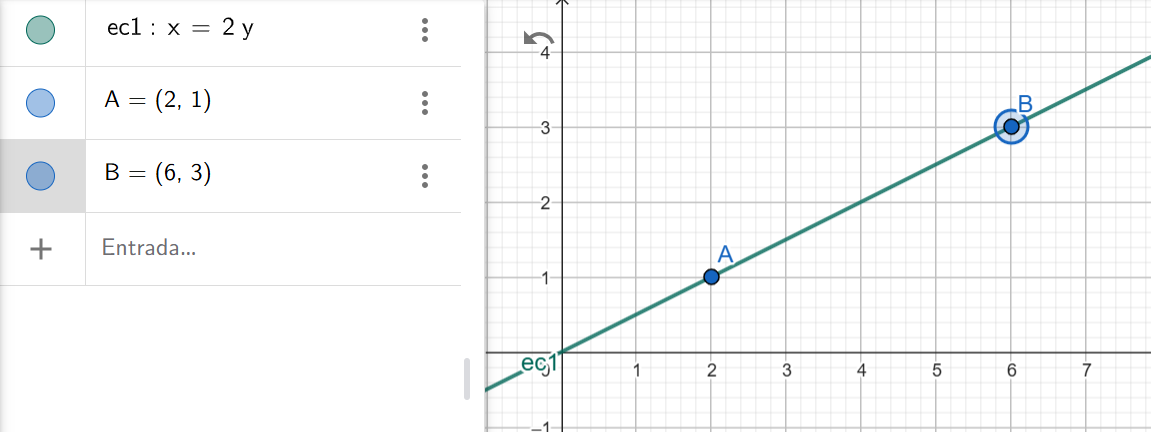 ec1 : x = 2 y
A = (2, 1)
B = (6, 3)
+ Entrada...
4
3
2
1
0
–1
1 2 3 4 5 6 7
A
B
ec1